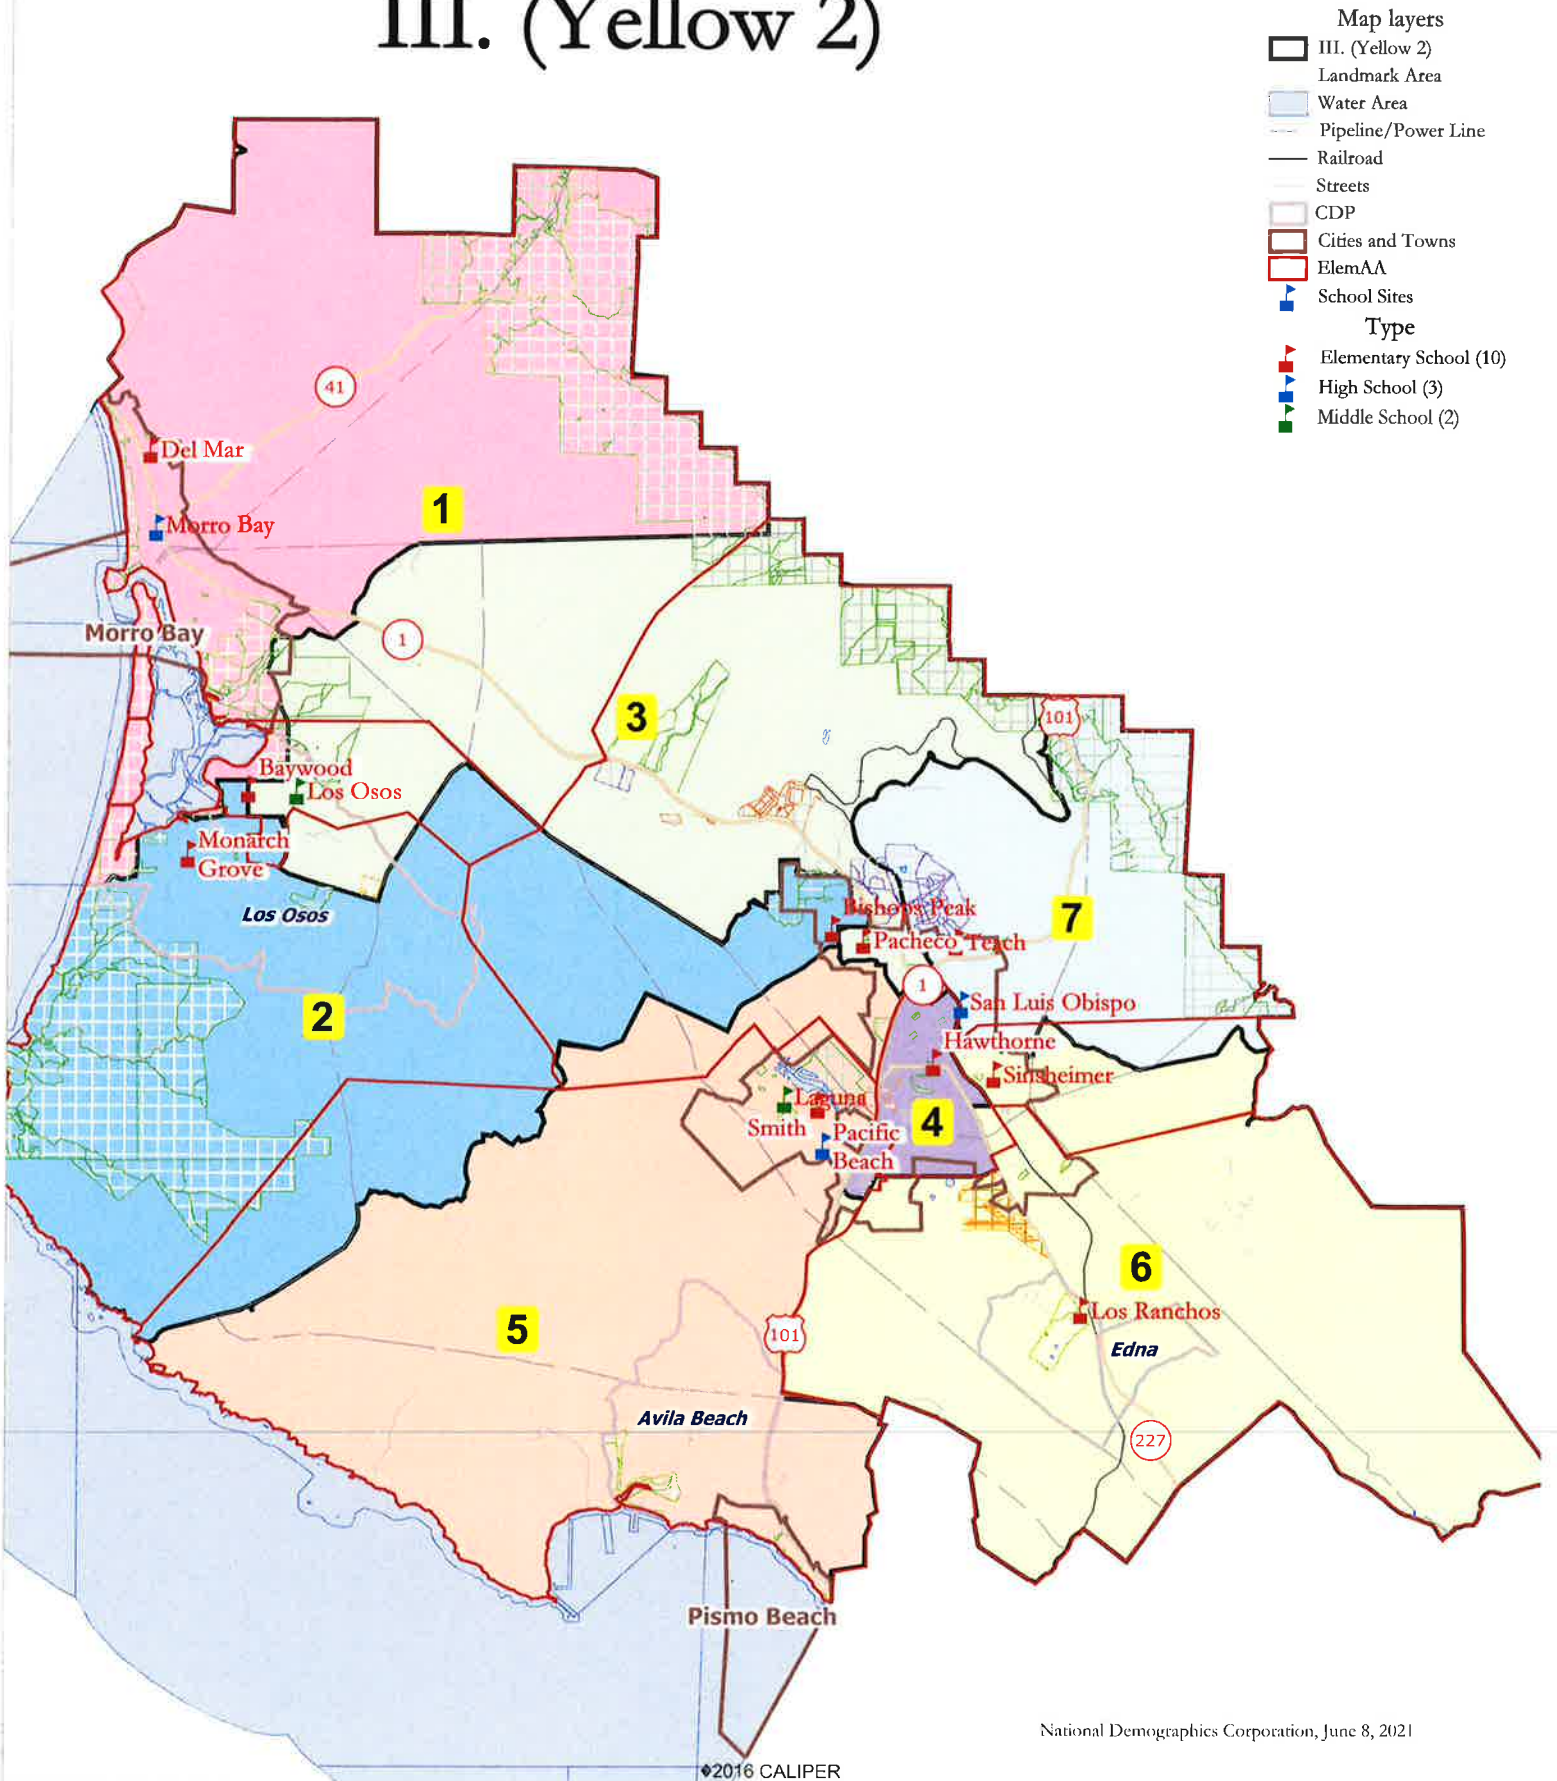 III. (Yellow 2)
Map layers
III. (Yellow 2)
Landmark Area
Water Area
Pipeline/Power Line
Railroad
Streets
CDP
Cities and Towns
ElemAA
School Sites
Type
Elementary School (10)
High School (3)
Middle School (2)
41
Del Mar
1
Morro Bay
Morro Bay
1
3
101
Baywood
Los Osos
Monarch
Grove
Los Osos
Bishops Peak
7
Pacheco Teach
1
San Luis Obispo
2
Hawthorne
Sinsheimer
Laguna
4
Smith
Pacific
Beach
6
Los Ranchos
5
101
Edna
Avila Beach
227
Pismo Beach
National Demographics Corporation, June 8, 2021
�2016 CALIPER